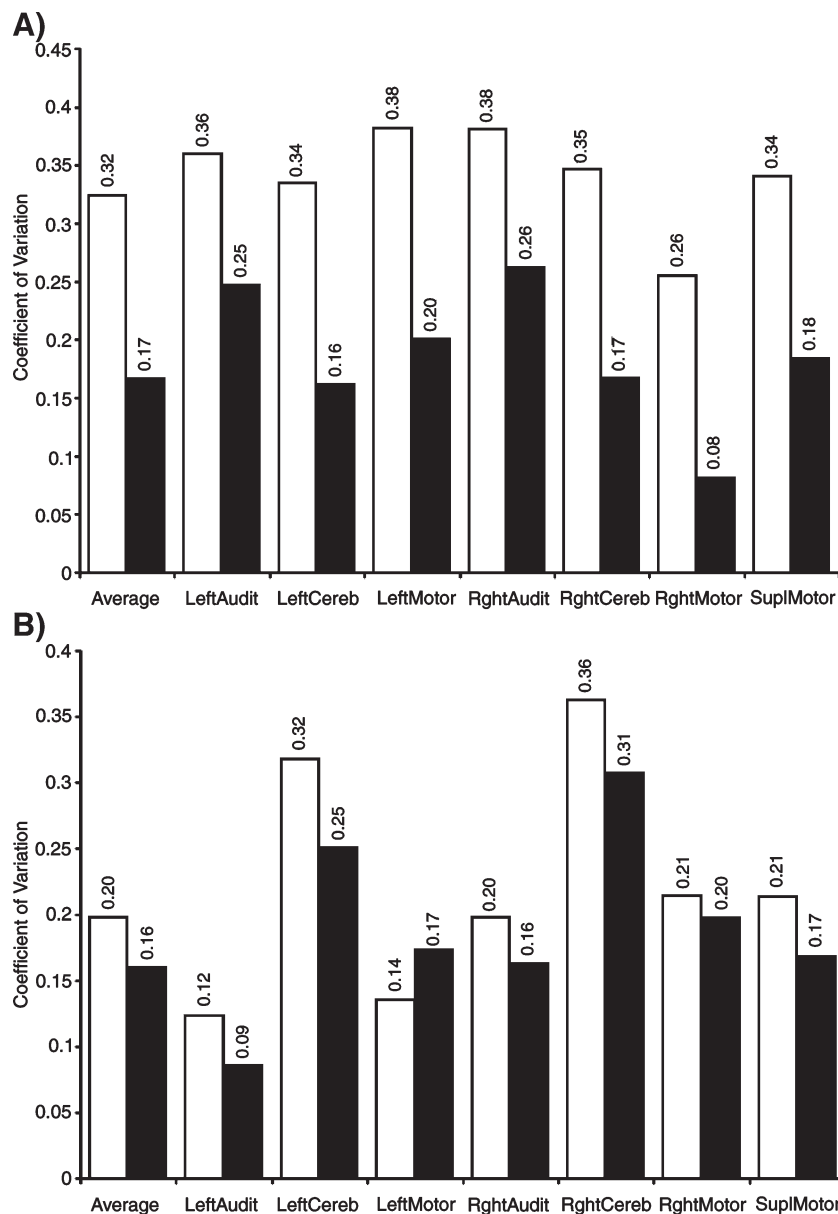 A)
Coefficient of Variation
0.45
0.4
0.35
0.3
0.25
0.2
0.15
0.1
0.05
0
0.32 0.17 0.36 0.25 0.34 0.16 0.38 0.20 0.38 0.26 0.35 0.17 0.26 0.08 0.34 0.18
Average LeftAudit LeftCereb LeftMotor RghtAudit RghtCereb RghtMotor SuplMotor
B)
Coefficient of Variation
0.4
0.35
0.3
0.25
0.2
0.15
0.1
0.05
0
0.20 0.16 0.12 0.09 0.32 0.25 0.14 0.17 0.20 0.16 0.36 0.31 0.21 0.20 0.21 0.17
Average LeftAudit LeftCereb LeftMotor RghtAudit RghtCereb RghtMotor SuplMotor